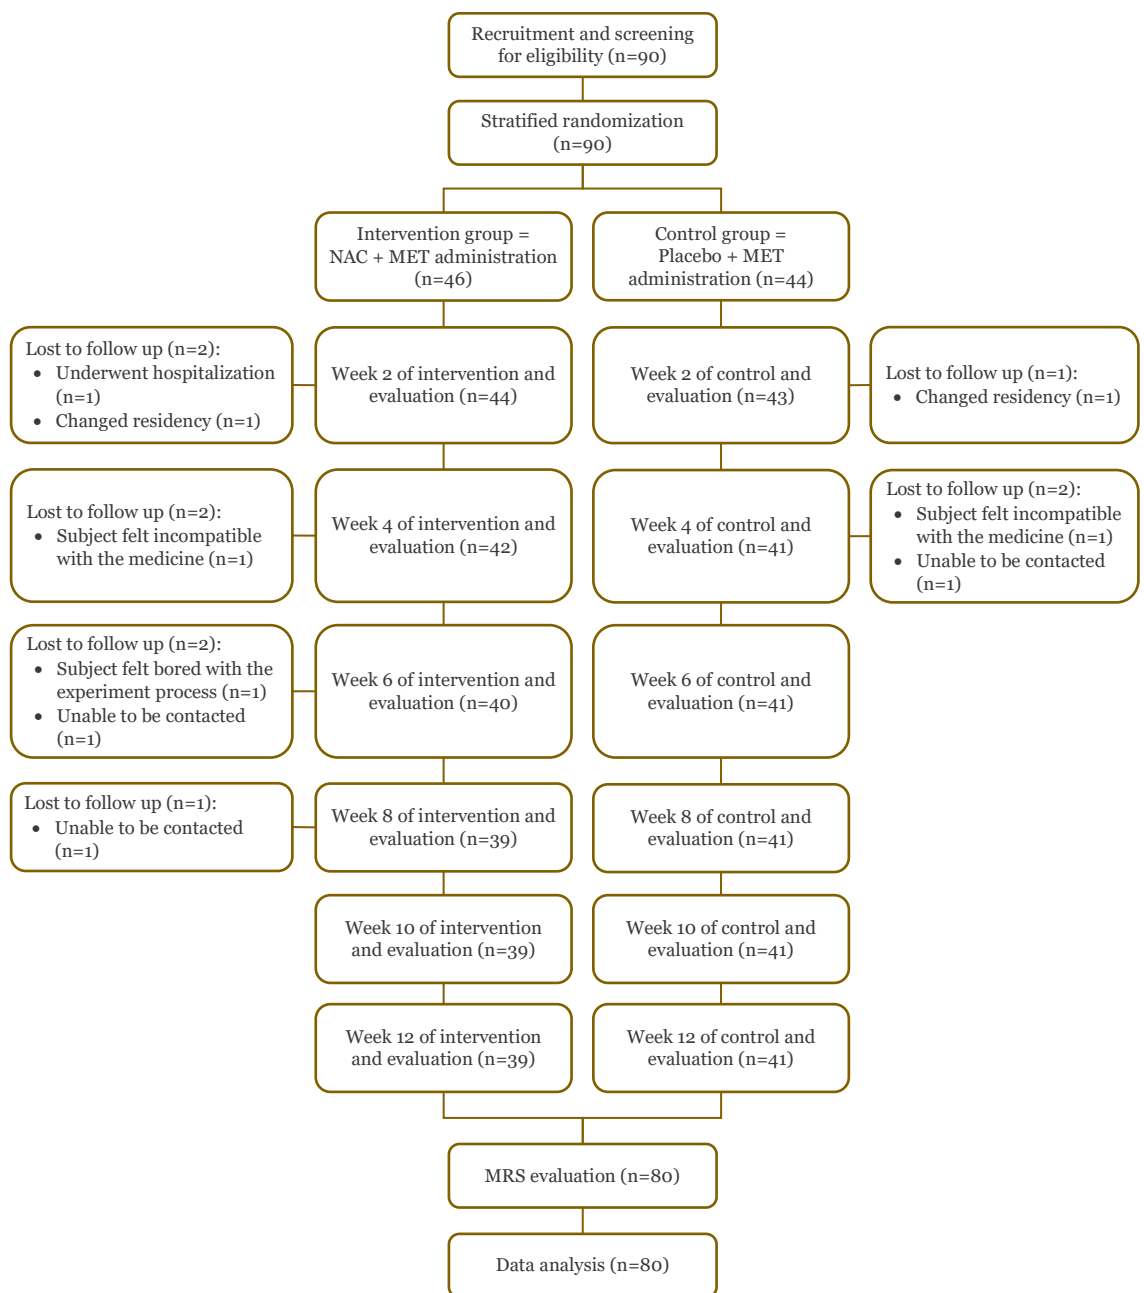 Recruitment and screening
for eligibility (n=90)
Stratified randomization
(n=90)
Intervention group =
NAC + MET administration
(n=46)
Control group =
Placebo + MET
administration (n=44)
Lost to follow up (n=2):
• Underwent hospitalization
(n=1)
• Changed residency (n=1)
Week 2 of intervention and
evaluation (n=44)
Week 2 of control and
evaluation (n=43)
Lost to follow up (n=1):
• Changed residency (n=1)
Lost to follow up (n=2):
• Subject felt incompatible
with the medicine (n=1)
Week 4 of intervention and
evaluation (n=42)
Week 4 of control and
evaluation (n=41)
Lost to follow up (n=2):
• Subject felt incompatible
with the medicine (n=1)
• Unable to be contacted
(n=1)
Lost to follow up (n=2):
• Subject felt bored with the
experiment process (n=1)
• Unable to be contacted
(n=1)
Week 6 of intervention and
evaluation (n=40)
Week 6 of control and
evaluation (n=41)
Lost to follow up (n=1):
• Unable to be contacted
(n=1)
Week 8 of intervention and
evaluation (n=39)
Week 8 of control and
evaluation (n=41)
Week 10 of intervention
and evaluation (n=39)
Week 10 of control and
evaluation (n=41)
Week 12 of intervention
and evaluation (n=39)
Week 12 of control and
evaluation (n=41)
MRS evaluation (n=80)
Data analysis (n=80)